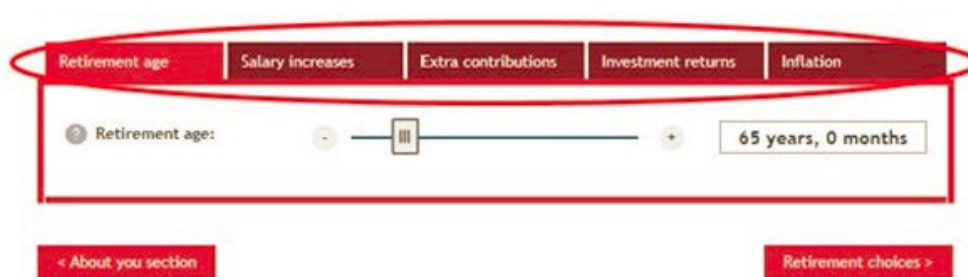 Retirement age Salary increases Extra contributions Investment returns Inflation
? Retirement age: - + 65 years, 0 months
< About you section Retirement choices >